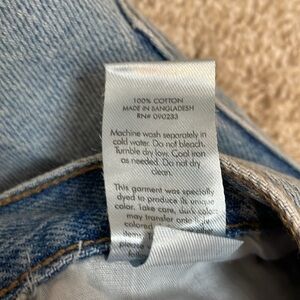 100% COTTON
MADE IN BANGLADESH
RN# 090233
Machine wash separately in
cold water. Do not bleach.
Tumble dry low. Cool iron
as needed. Do not dry
clean.
This garment was specially
dyed to produce its unique
color. Take care, dark colors
may transfer onto
colored
items.